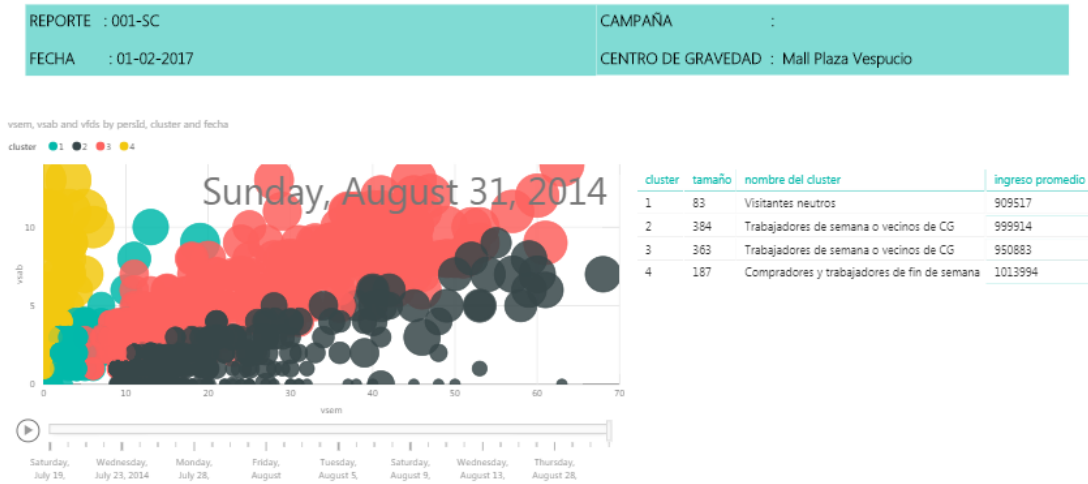 REPORTE : 001-SC
CAMPAÑA :
FECHA : 01-02-2017
CENTRO DE GRAVEDAD : Mall Plaza Vespucio
vsem, vsab and vfds by persId, cluster and fecha
cluster 1 2 3 4
Sunday, August 31, 2014
10
5
0
vsab
0 10 20 30 40 50 60 70
vsem
Saturday, July 19,
Wednesday, July 23, 2014
Monday, July 28,
Friday, August
Tuesday, August 5,
Saturday, August 9,
Wednesday, August 13,
Thursday, August 28,
cluster tamaño nombre del cluster ingreso promedio
1 83 Visitantes neutros 909517
2 384 Trabajadores de semana o vecinos de CG 999914
3 363 Trabajadores de semana o vecinos de CG 950883
4 187 Compradores y trabajadores de fin de semana 1013994